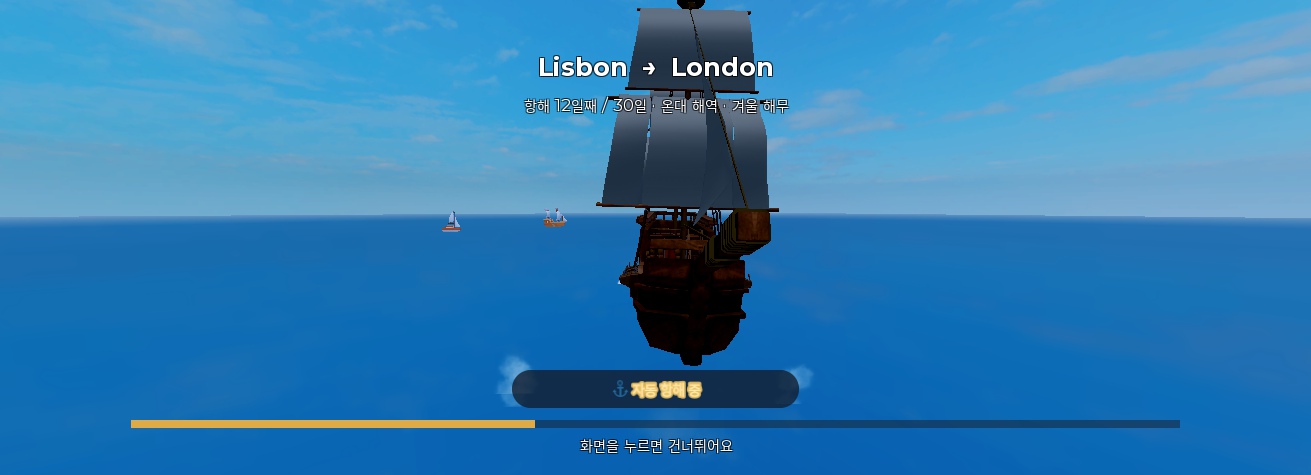 Lisbon → London
항해 12일째 / 30일 · 온대 해역 · 겨울 해무
⚓ 자동 항해 중
화면을 누르면 건너뛰어요